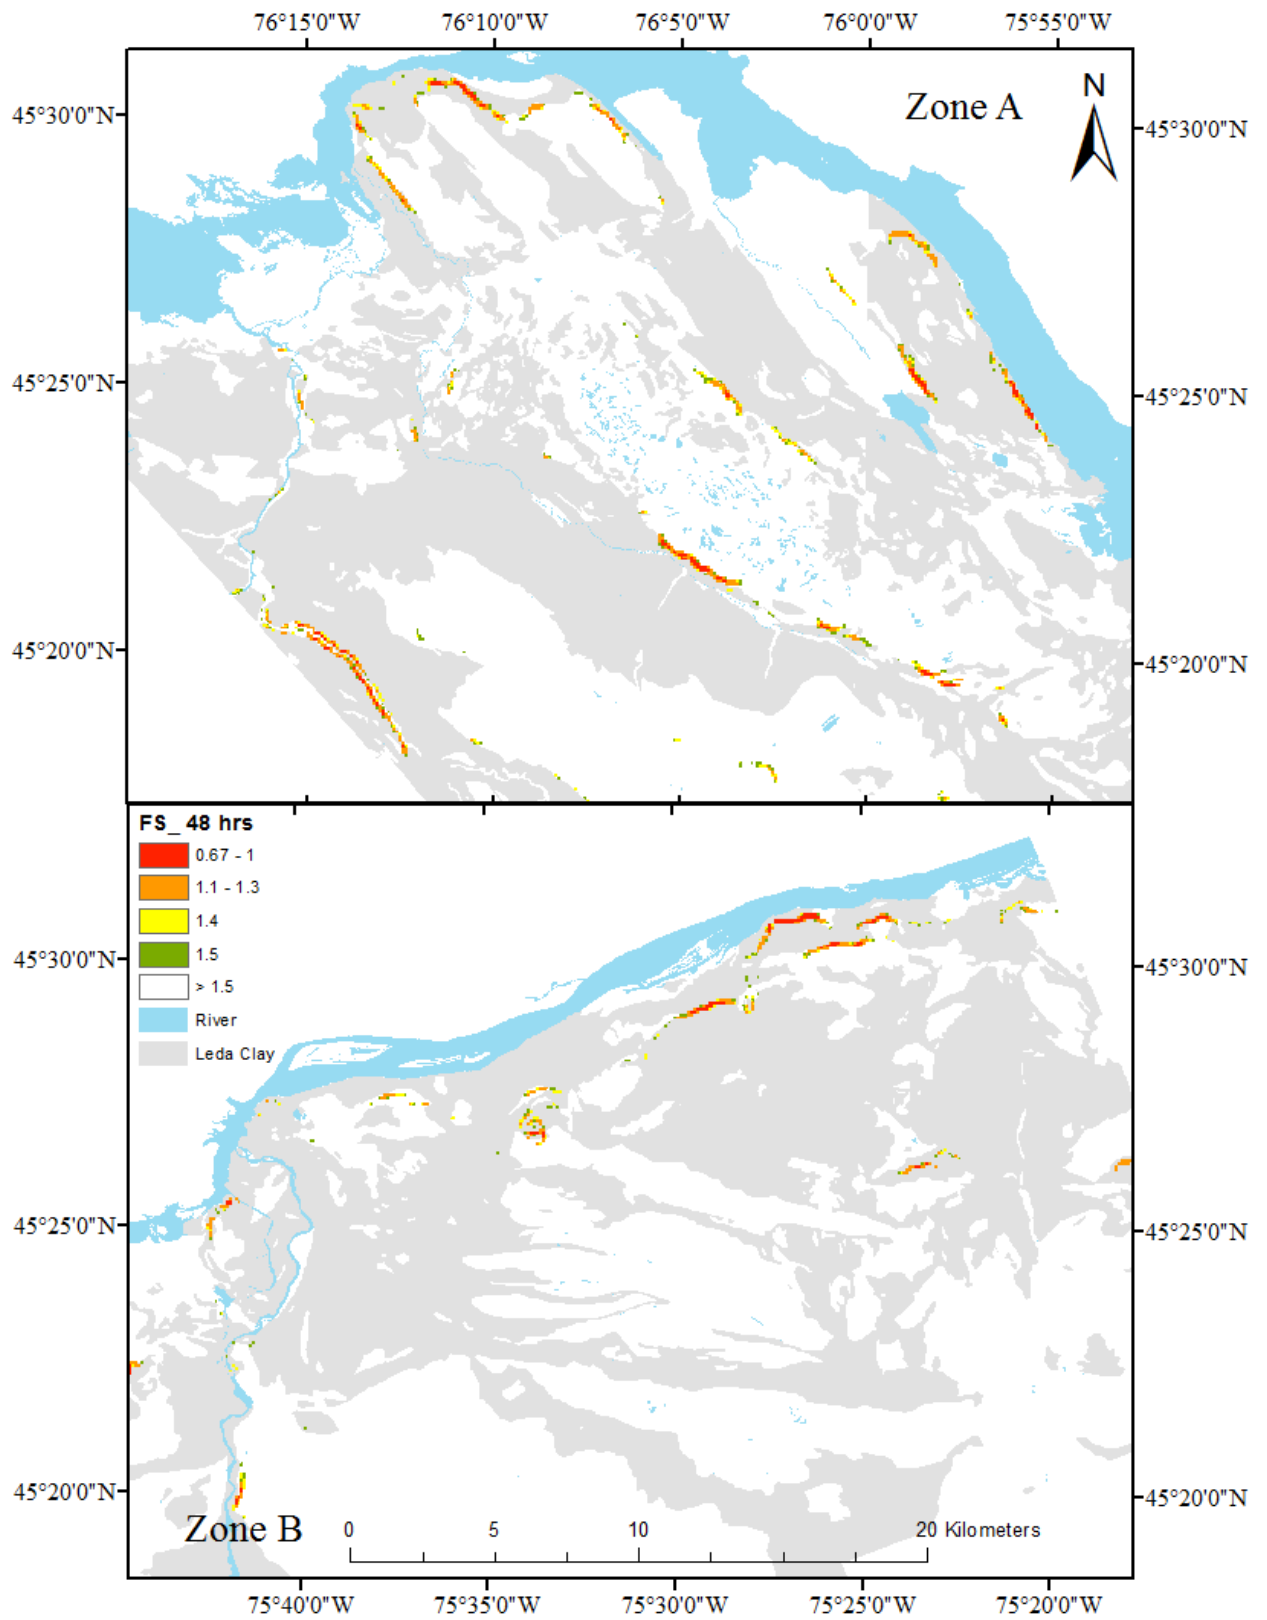 76°15'0"W 76°10'0"W 76°5'0"W 76°0'0"W 75°55'0"W
N
Zone A
45°30'0"N 45°30'0"N
45°25'0"N 45°25'0"N
45°20'0"N 45°20'0"N
FS_ 48 hrs
0.67 - 1
1.1 - 1.3
1.4
1.5
> 1.5
River
Leda Clay
45°30'0"N 45°30'0"N
45°25'0"N 45°25'0"N
45°20'0"N 45°20'0"N
Zone B
0 5 10 20 Kilometers
75°40'0"W 75°35'0"W 75°30'0"W 75°25'0"W 75°20'0"W